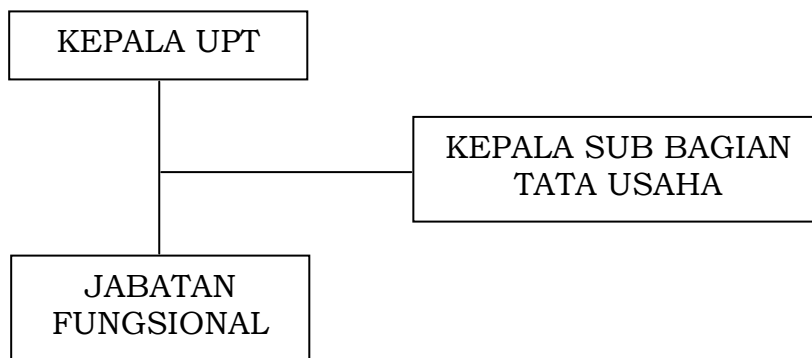 KEPALA UPT
KEPALA SUB BAGIAN
TATA USAHA
JABATAN
FUNGSIONAL